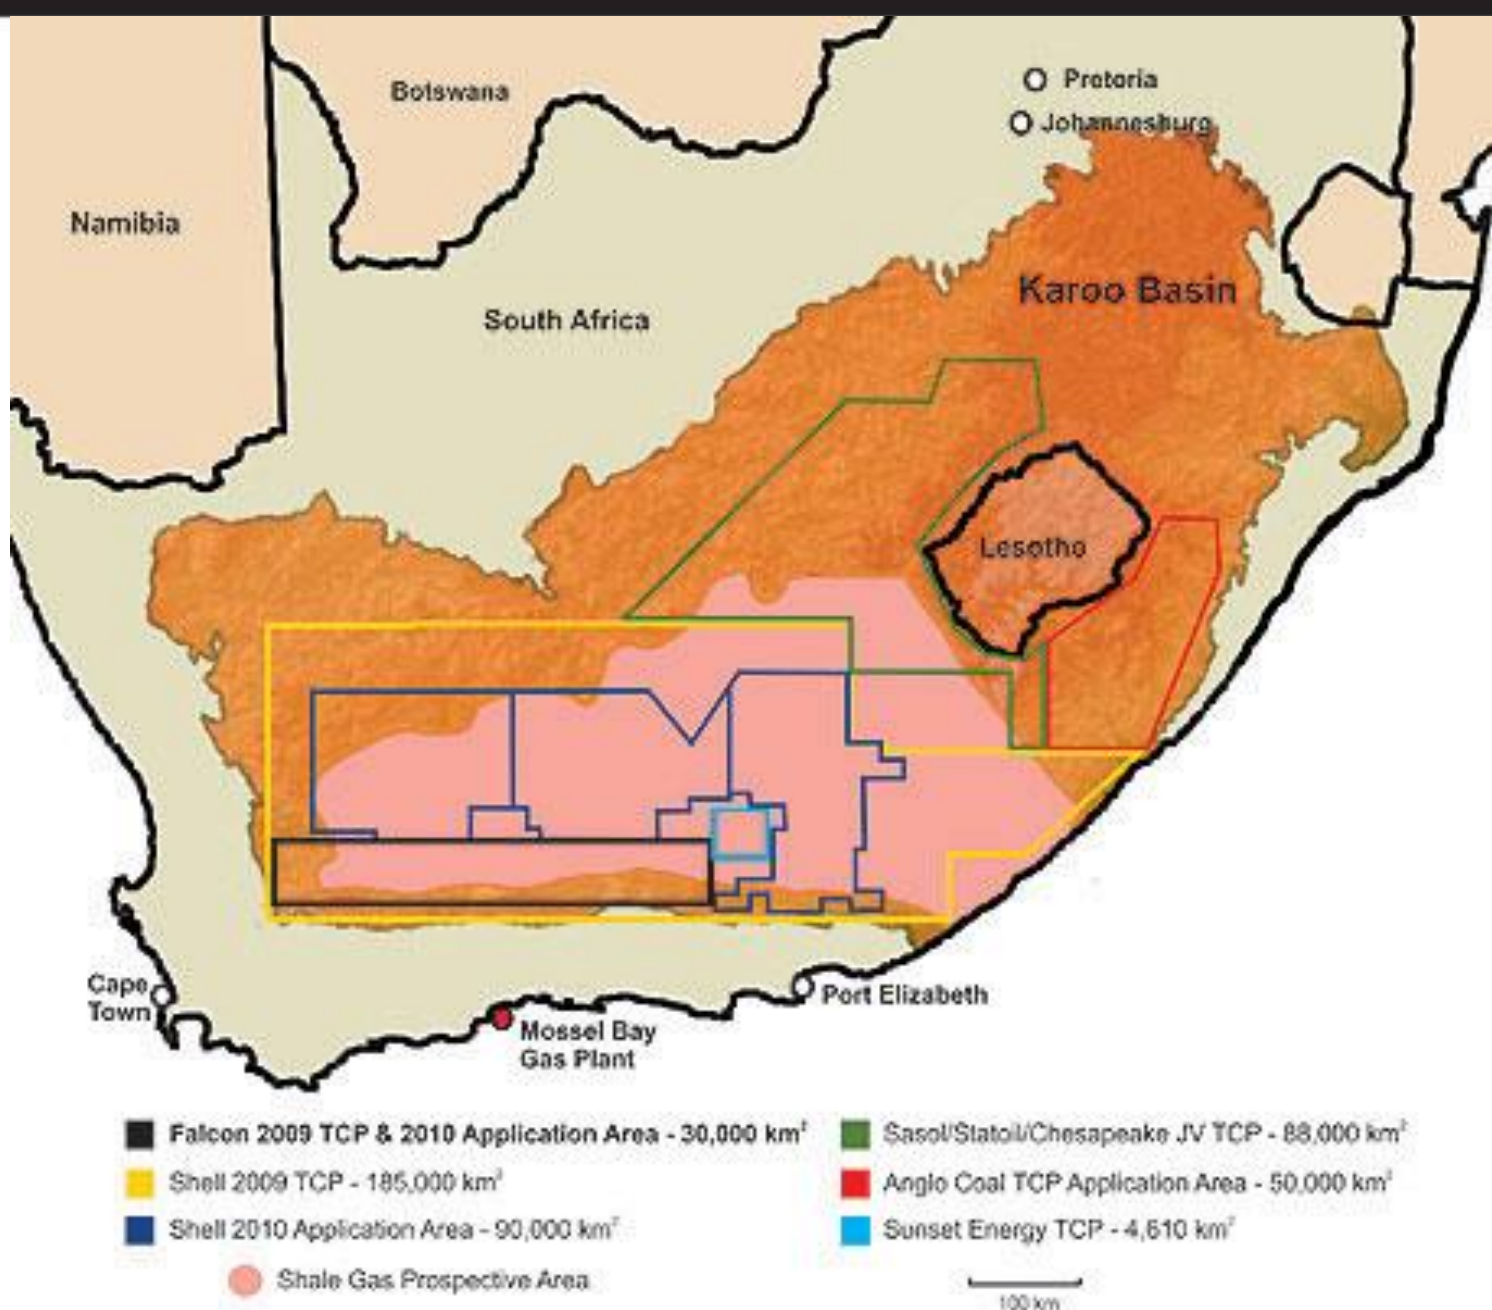 Pretoria
Botswana
Johannesburg
Namibia
Karoo Basin
South Africa
Lesotho
Cape
Town
Port Elizabeth
Mossel Bay
Gas Plant
Falcon 2009 TCP & 2010 Application Area - 30,000 km²
Sasol/Statoil/Chesapeake JV TCP - 88,000 km²
Shell 2009 TCP - 185,000 km²
Anglo Coal TCP Application Area - 50,000 km²
Shell 2010 Application Area - 90,000 km²
Sunset Energy TCP - 4,610 km²
Shale Gas Prospective Area
100 km